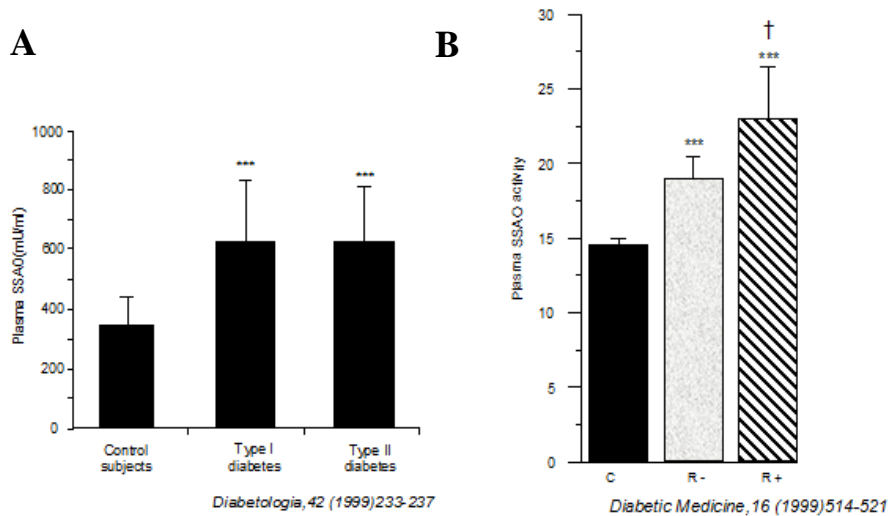 A
Plasma SSAO(mU/ml)
1000
800
600
400
200
0
***
***
Control
subjects
Type I
diabetes
Type II
diabetes
Diabetologia,42 (1999)233-237
B
Plasma SSAO activity
30
25
20
15
10
5
0
***
†
***
C
R -
R +
Diabetic Medicine,16 (1999)514-521